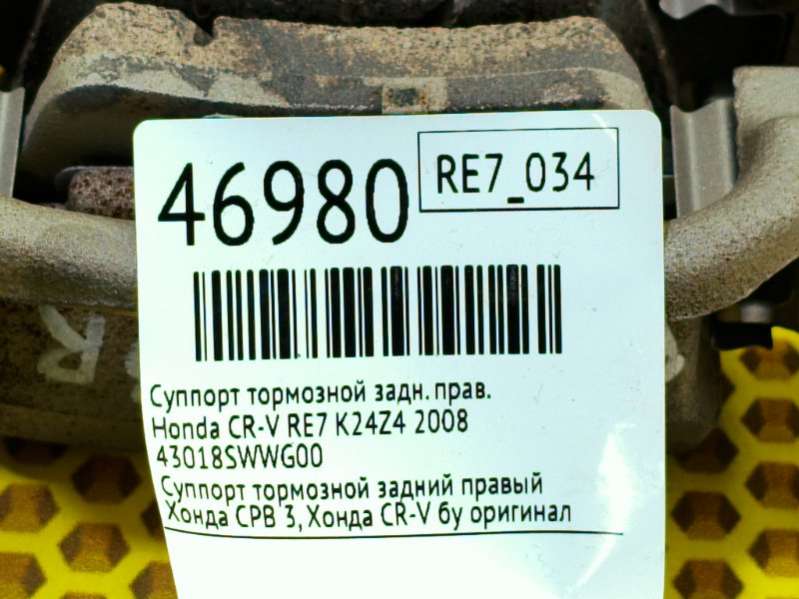 46980
RE7_034
Суппорт тормозной задн. прав.
Honda CR-V RE7 K24Z4 2008
43018SWWG00
Суппорт тормозной задний правый
Хонда СРВ 3, Хонда CR-V бу оригинал
R